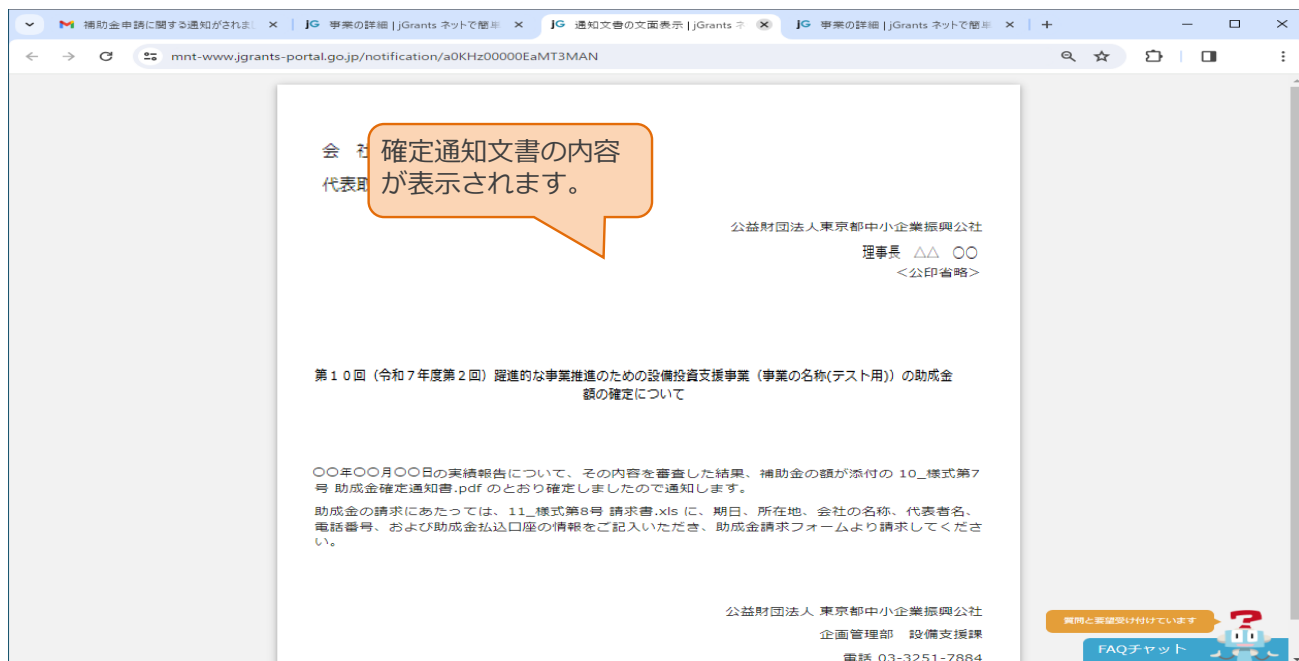 補助金申請に関する通知がされまし
jG 事業の詳細 | jGrants ネットで簡単
jG 通知文書の文面表示 | jGrants ネ
jG 事業の詳細 | jGrants ネットで簡単
mnt-www.jgrants-portal.go.jp/notification/a0KHz00000EaMT3MAN
会 社
代表取
確定通知文書の内容
が表示されます。
公益財団法人東京都中小企業振興公社
理事長 △△ ○○
<公印省略>
第10回（令和7年度第2回）躍進的な事業推進のための設備投資支援事業（事業の名称(テスト用)）の助成金
額の確定について
○○年○○月○○日の実績報告について、その内容を審査した結果、補助金の額が添付の 10_様式第7
号 助成金確定通知書.pdf のとおり確定しましたので通知します。
助成金の請求にあたっては、11_様式第8号 請求書.xls に、期日、所在地、会社の名称、代表者名、
電話番号、および助成金払込口座の情報をご記入いただき、助成金請求フォームより請求してくださ
い。
公益財団法人 東京都中小企業振興公社
企画管理部 設備支援課
電話 03-3251-7884
質問と要望受け付けています
FAQチャット